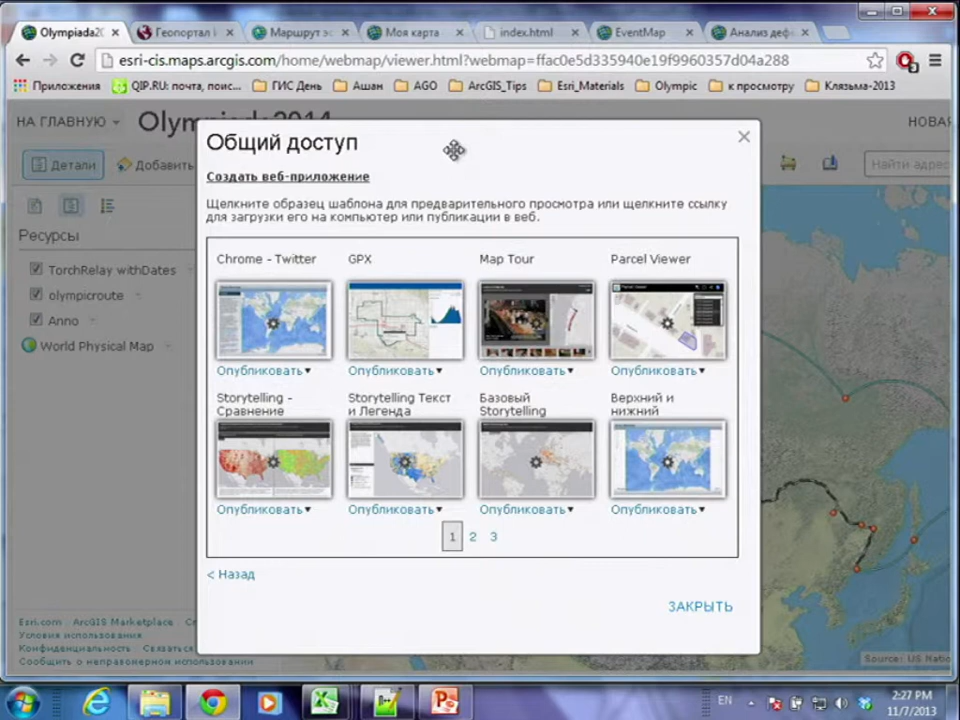 Olympiada2
Геопортал I
Маршрут эс
Моя карта
index.html
EventMap
Анализ деф
esri-cis.maps.arcgis.com/home/webmap/viewer.html?webmap=ffac0e5d335940e19f9960357d04a288
Приложения
QIP.RU: почта, поис...
ГИС День
Ашан
AGO
ArcGIS_Tips
Esri_Materials
Olympic
к просмотру
Клязьма-2013
НА ГЛАВНУЮ
Olympiada2014
НОВАЯ
Детали
Добавить
Найти адрес
Ресурсы
TorchRelay withDates
olympicroute
Anno
World Physical Map
Общий доступ
Создать веб-приложение
Щелкните образец шаблона для предварительного просмотра или щелкните ссылку
для загрузки его на компьютер или публикации в веб.
Chrome - Twitter
GPX
Map Tour
Parcel Viewer
Опубликовать
Опубликовать
Опубликовать
Опубликовать
Storytelling -
Сравнение
Storytelling Текст
и Легенда
Базовый
Storytelling
Верхний и
нижний
Опубликовать
Опубликовать
Опубликовать
Опубликовать
1 2 3
< Назад
ЗАКРЫТЬ
Esri.com ArcGIS Marketplace
Условия использования
Конфиденциальность Связатьс
Сообщить о неправомерном использовании
Source: US Natio
EN
2:27 PM
11/7/2013